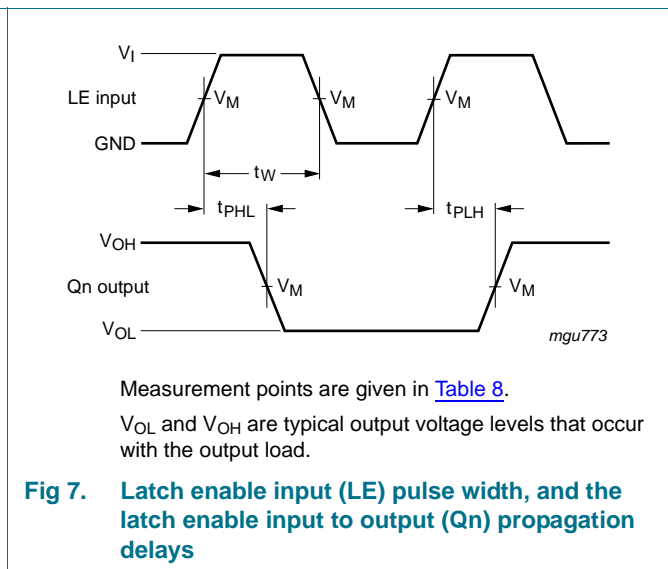 VI
LE input
VM
VM
VM
GND
tW
tPHL
tPLH
VOH
Qn output
VM
VM
VOL
mgu773
Measurement points are given in Table 8.
VOL and VOH are typical output voltage levels that occur
with the output load.
Fig 7. Latch enable input (LE) pulse width, and the
latch enable input to output (Qn) propagation
delays